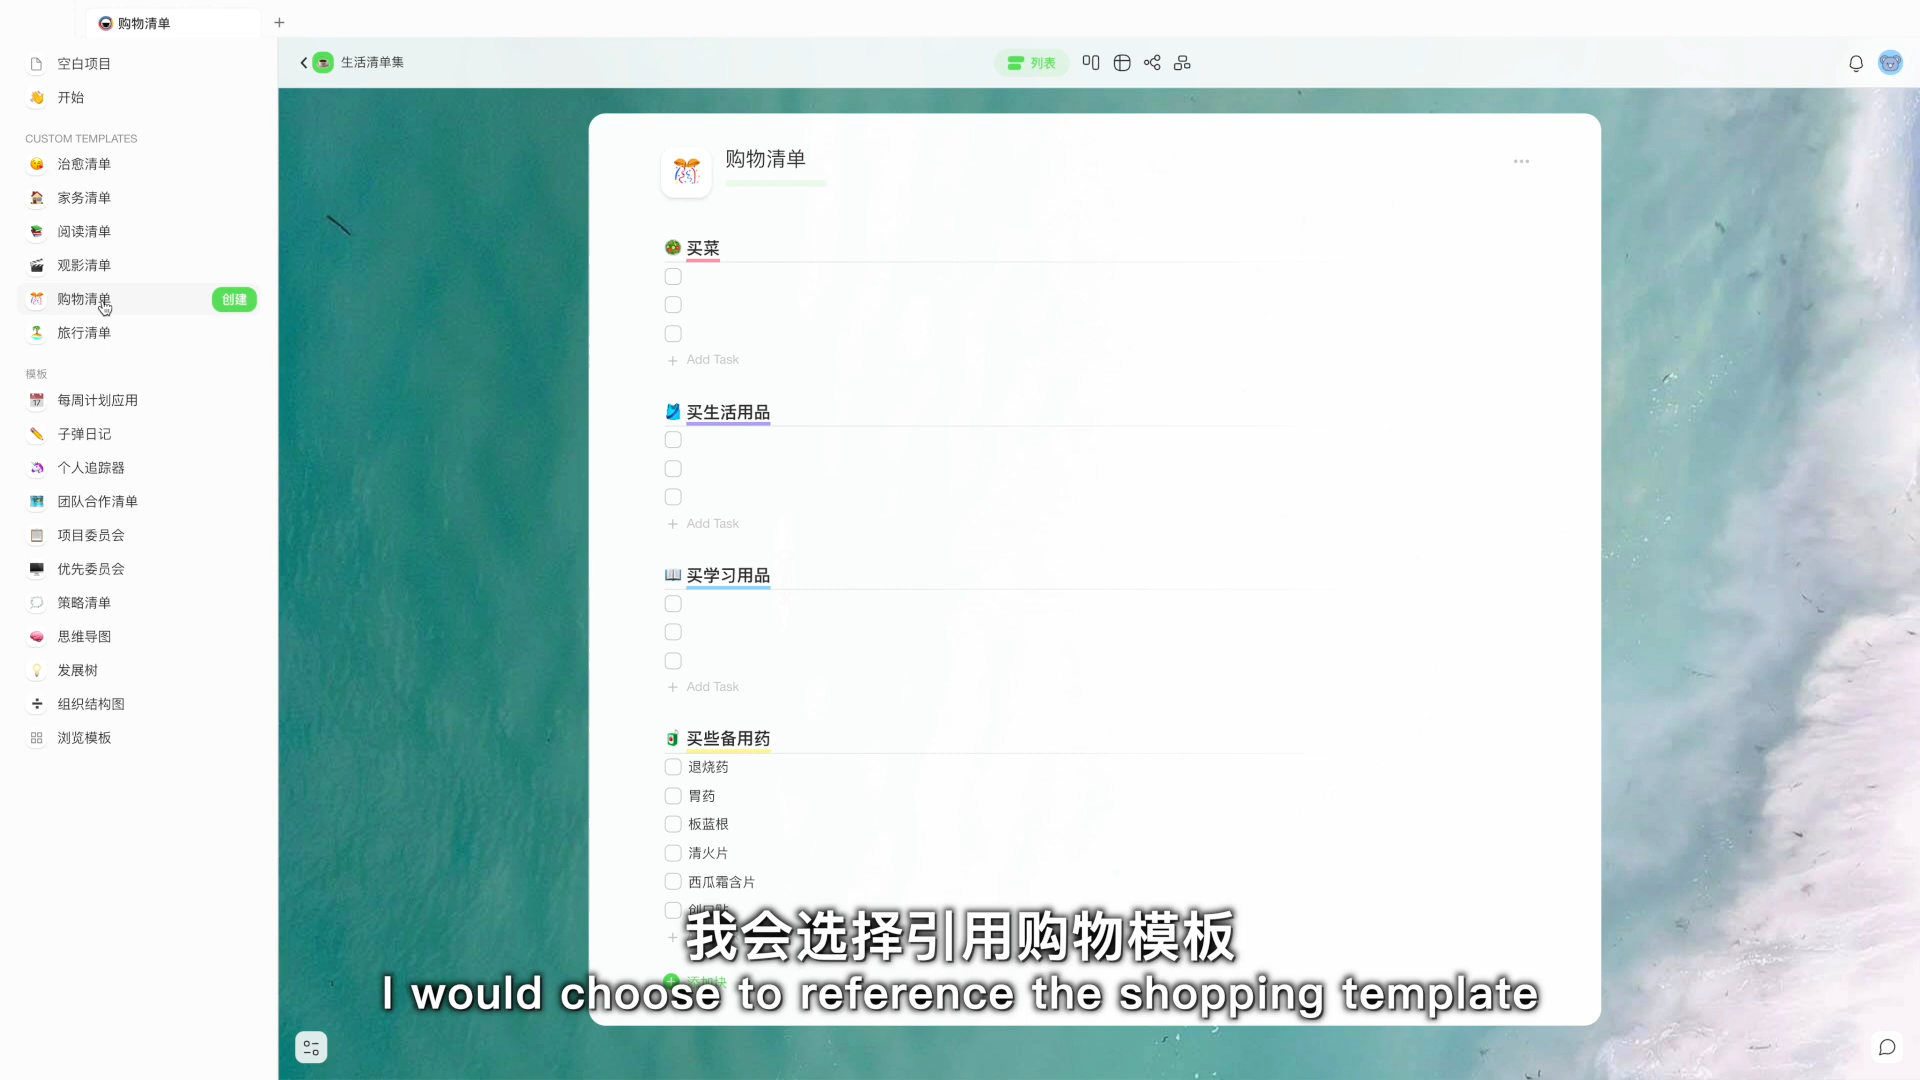 购物清单
空白项目
开始
CUSTOM TEMPLATES
治愈清单
家务清单
阅读清单
观影清单
购物清单
创建
旅行清单
模板
每周计划应用
子弹日记
个人追踪器
团队合作清单
项目委员会
优先委员会
策略清单
思维导图
发展树
组织结构图
浏览模板
生活清单集
列表
购物清单
买菜
Add Task
买生活用品
Add Task
买学习用品
Add Task
买些备用药
退烧药
胃药
板蓝根
清火片
西瓜霜含片
创口贴
我会选择引用购物模板
I would choose to reference the shopping template